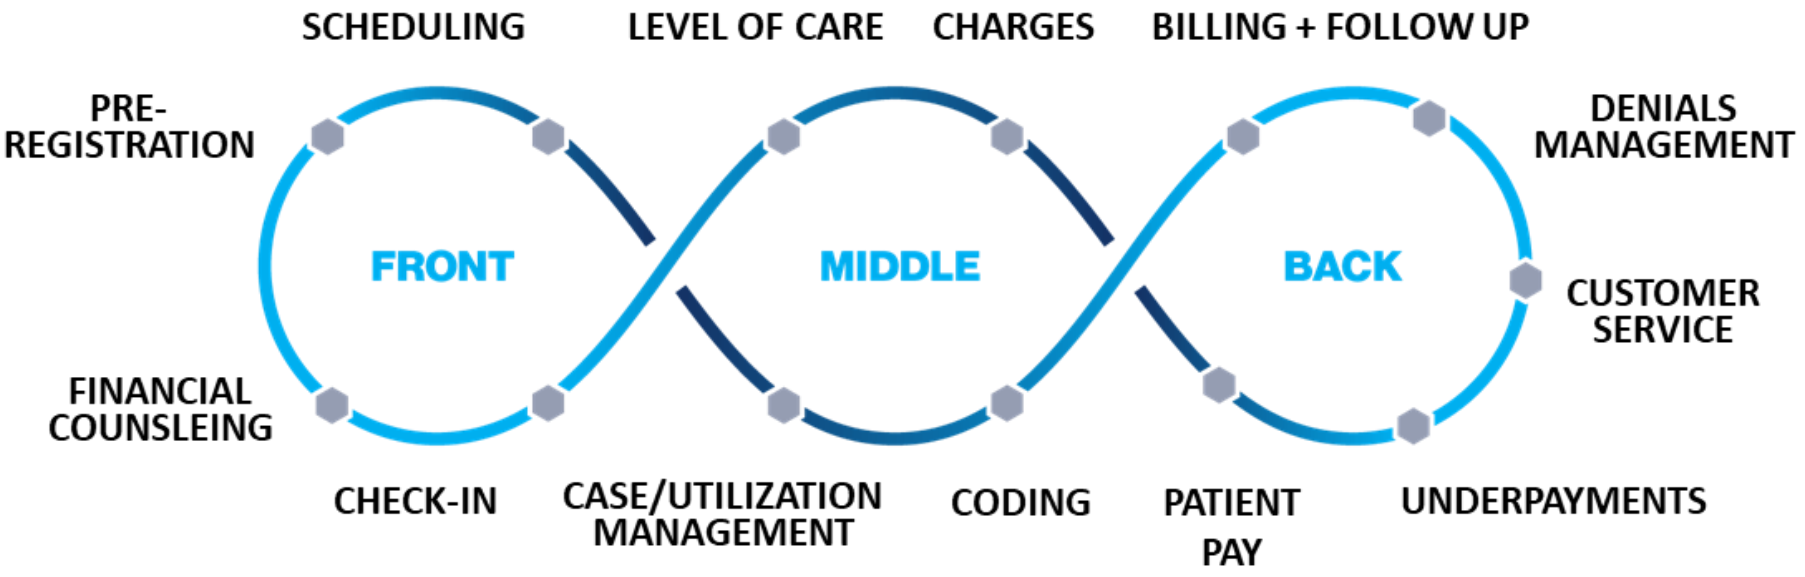 SCHEDULING
LEVEL OF CARE
CHARGES
BILLING + FOLLOW UP
PRE-
REGISTRATION
DENIALS
MANAGEMENT
FRONT
MIDDLE
BACK
CUSTOMER
SERVICE
FINANCIAL
COUNSLEING
CHECK-IN
CASE/UTILIZATION
MANAGEMENT
CODING
PATIENT
PAY
UNDERPAYMENTS